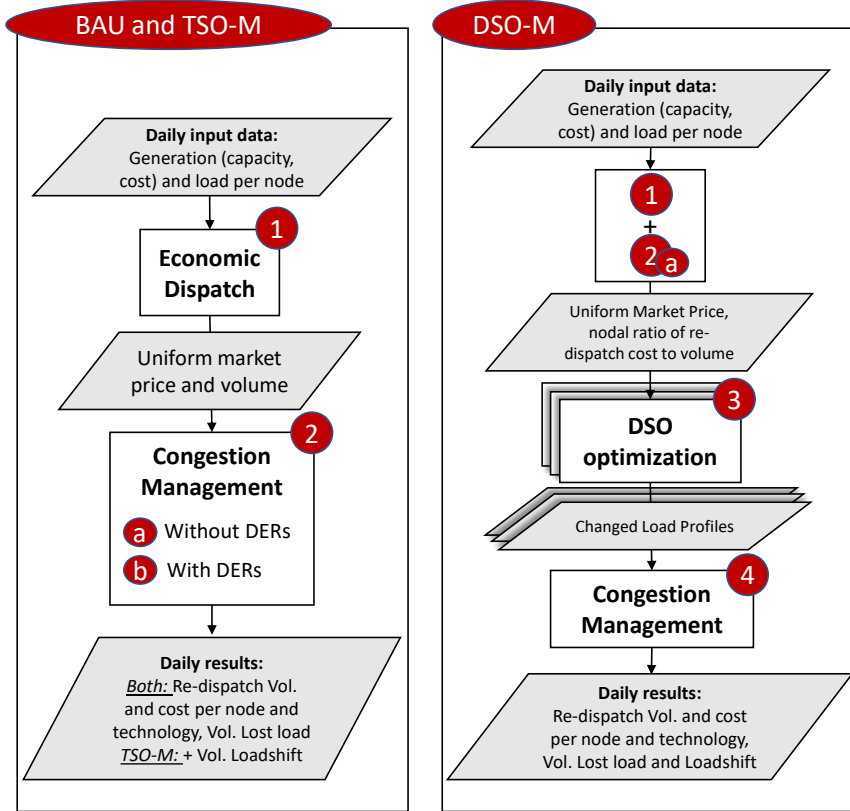 BAU and TSO-M
Daily input data:
Generation (capacity,
cost) and load per node
1
Economic
Dispatch
Uniform market
price and volume
2
Congestion
Management
a Without DERs
b With DERs
Daily results:
Both: Re-dispatch Vol.
and cost per node and
technology, Vol. Lost load
TSO-M: + Vol. Loadshift
DSO-M
Daily input data:
Generation (capacity,
cost) and load per node
1
+
2 a
Uniform Market Price,
nodal ratio of re-
dispatch cost to volume
3
DSO
optimization
Changed Load Profiles
4
Congestion
Management
Daily results:
Re-dispatch Vol. and cost
per node and technology,
Vol. Lost load and Loadshift